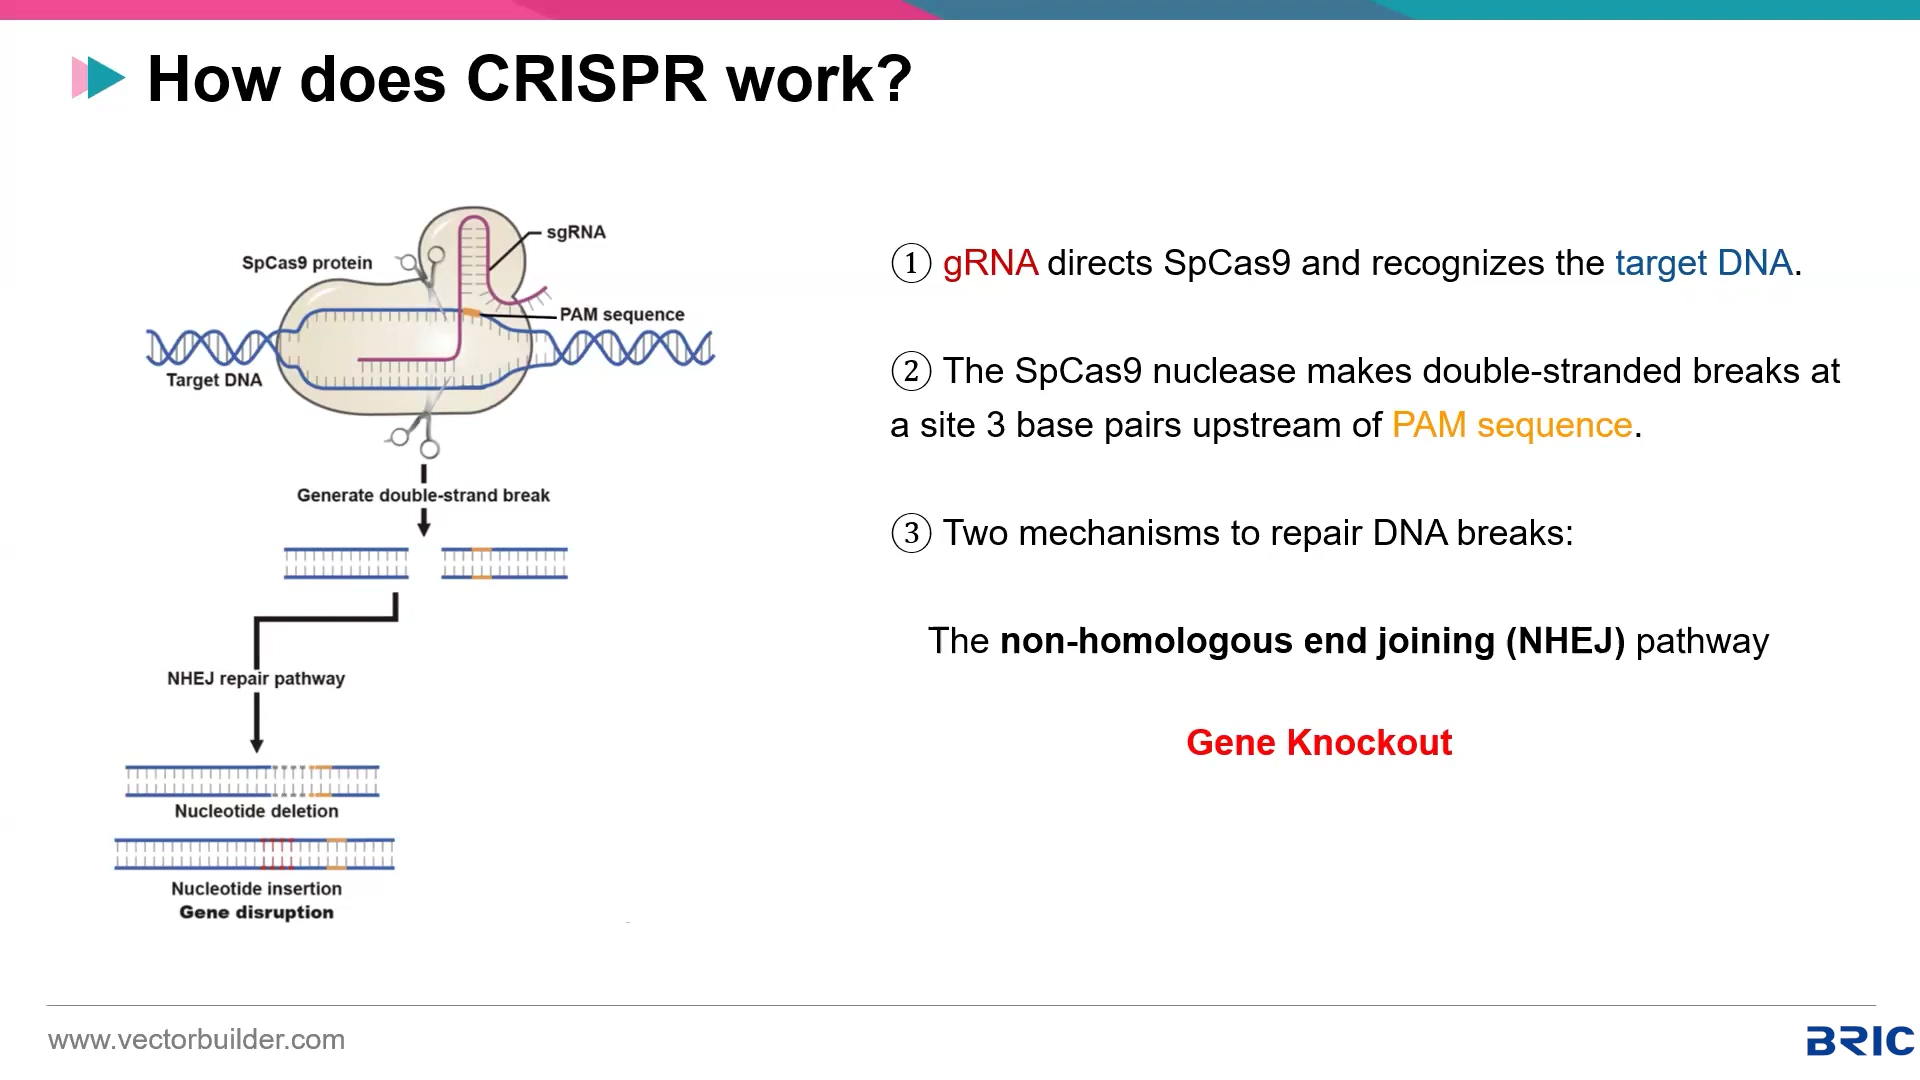 How does CRISPR work?
sgRNA
SpCas9 protein
PAM sequence
Target DNA
Generate double-strand break
NHEJ repair pathway
Nucleotide deletion
Nucleotide insertion
Gene disruption
① gRNA directs SpCas9 and recognizes the target DNA.
② The SpCas9 nuclease makes double-stranded breaks at
a site 3 base pairs upstream of PAM sequence.
③ Two mechanisms to repair DNA breaks:
The non-homologous end joining (NHEJ) pathway
Gene Knockout
www.vectorbuilder.com
BRIC